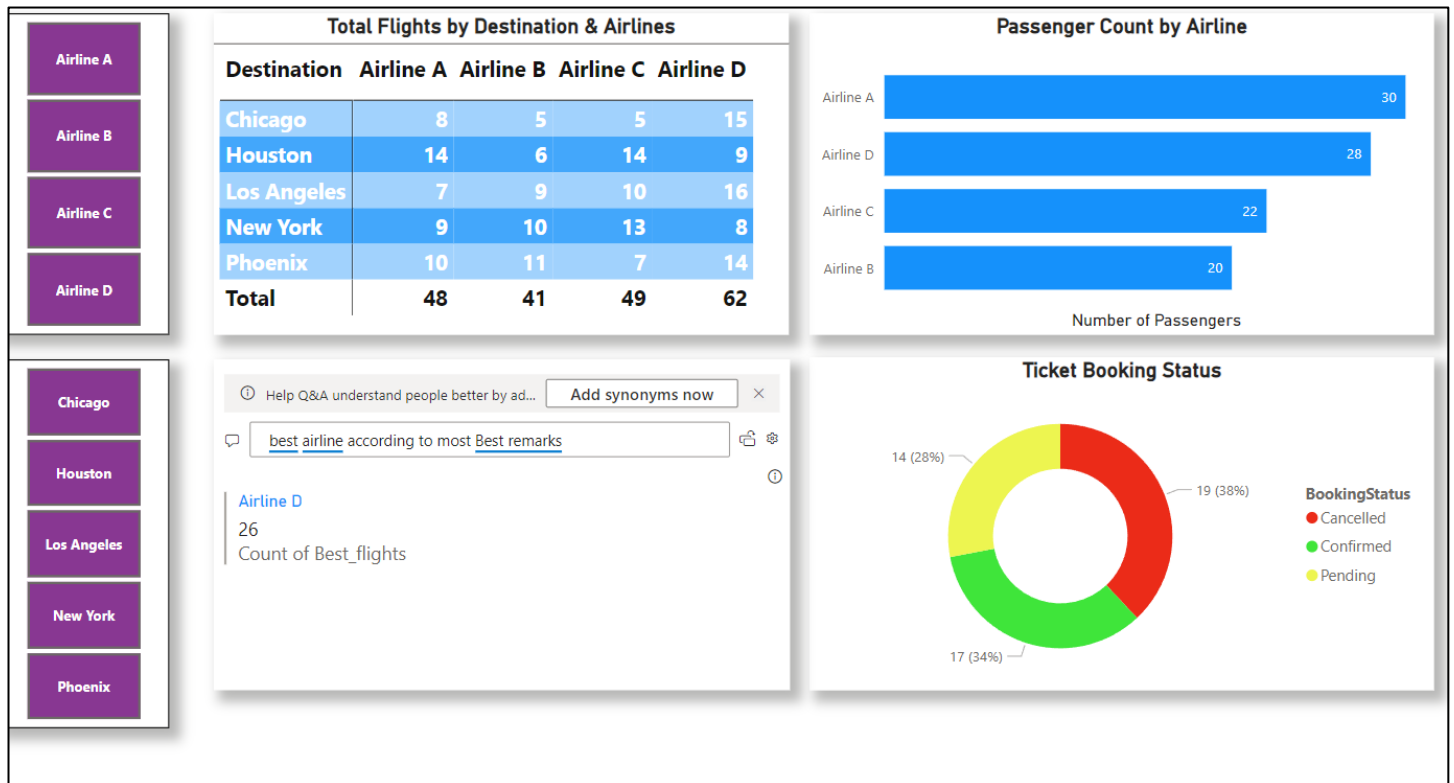 Airline A
Airline B
Airline C
Airline D
Total Flights by Destination & Airlines
Destination Airline A Airline B Airline C Airline D
Chicago 8 5 5 15
Houston 14 6 14 9
Los Angeles 7 9 10 16
New York 9 10 13 8
Phoenix 10 11 7 14
Total 48 41 49 62
Passenger Count by Airline
Airline A 30
Airline D 28
Airline C 22
Airline B 20
Number of Passengers
Chicago
Houston
Los Angeles
New York
Phoenix
Help Q&A understand people better by ad... Add synonyms now
best airline according to most Best remarks
Airline D
26
Count of Best_flights
Ticket Booking Status
14 (28%)
19 (38%)
17 (34%)
BookingStatus
Cancelled
Confirmed
Pending